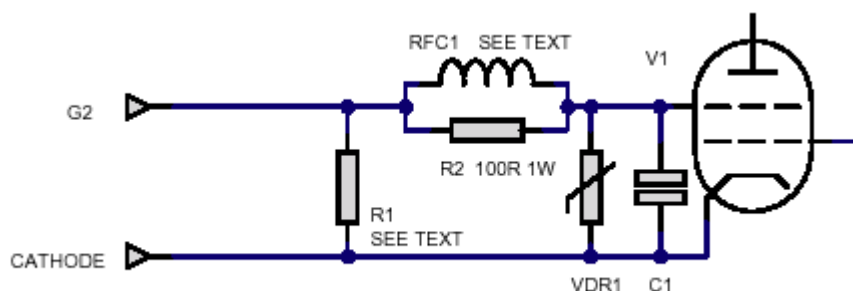 RFC1 SEE TEXT
V1
G2
R2 100R 1W
R1
SEE TEXT
CATHODE
VDR1 C1